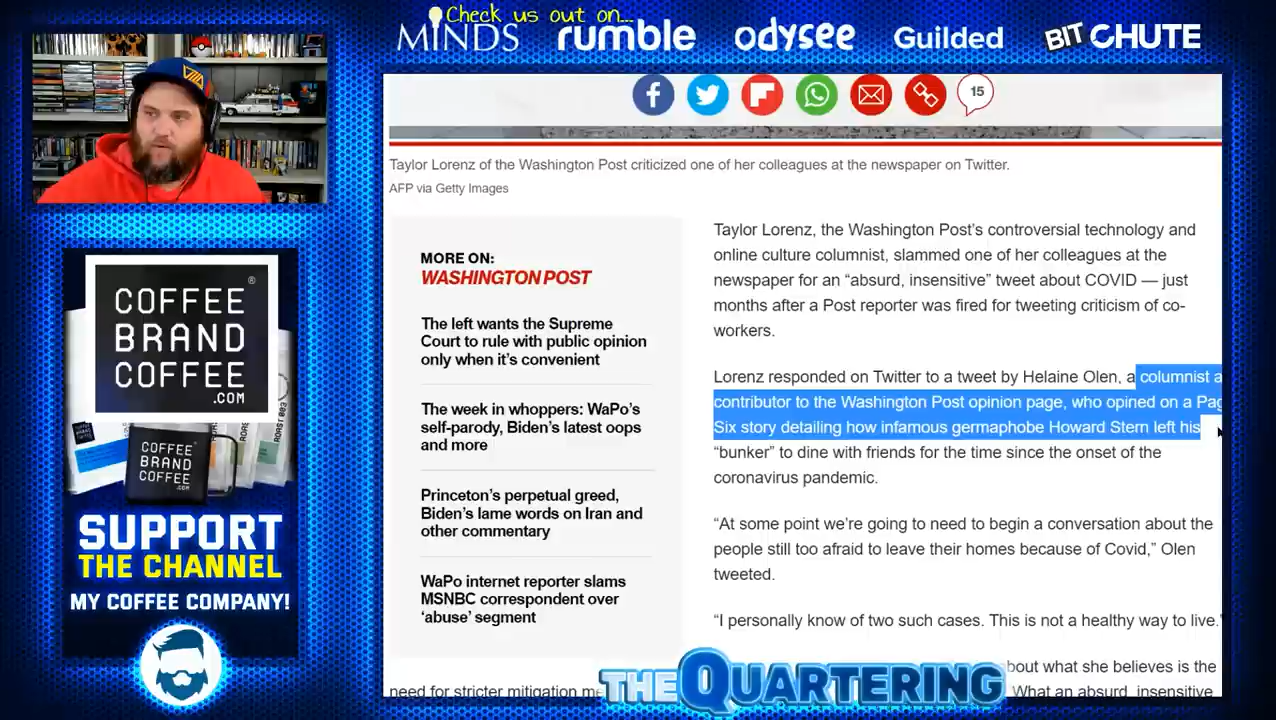 Check us out on...
MINDS rumble odysee Guilded BITCHUTE
15
Taylor Lorenz of the Washington Post criticized one of her colleagues at the newspaper on Twitter.
AFP via Getty Images
MORE ON:
WASHINGTON POST
The left wants the Supreme
Court to rule with public opinion
only when it's convenient
The week in whoppers: WaPo's
self-parody, Biden's latest oops
and more
Princeton's perpetual greed,
Biden's lame words on Iran and
other commentary
WaPo internet reporter slams
MSNBC correspondent over
'abuse' segment
Taylor Lorenz, the Washington Post's controversial technology and
online culture columnist, slammed one of her colleagues at the
newspaper for an “absurd, insensitive” tweet about COVID — just
months after a Post reporter was fired for tweeting criticism of co-
workers.
Lorenz responded on Twitter to a tweet by Helaine Olen, a columnist a
contributor to the Washington Post opinion page, who opined on a Pag
Six story detailing how infamous germaphobe Howard Stern left his
“bunker” to dine with friends for the time since the onset of the
coronavirus pandemic.
“At some point we're going to need to begin a conversation about the
people still too afraid to leave their homes because of Covid,” Olen
tweeted.
“I personally know of two such cases. This is not a healthy way to live.”
about what she believes is the
need for stricter mitigation me What an absurd, insensitive
COFFEE
BRAND
COFFEE
.COM
COFFEE
BRAND
COFFEE
.COM
SUPPORT
THE CHANNEL
MY COFFEE COMPANY!
THE QUARTERING